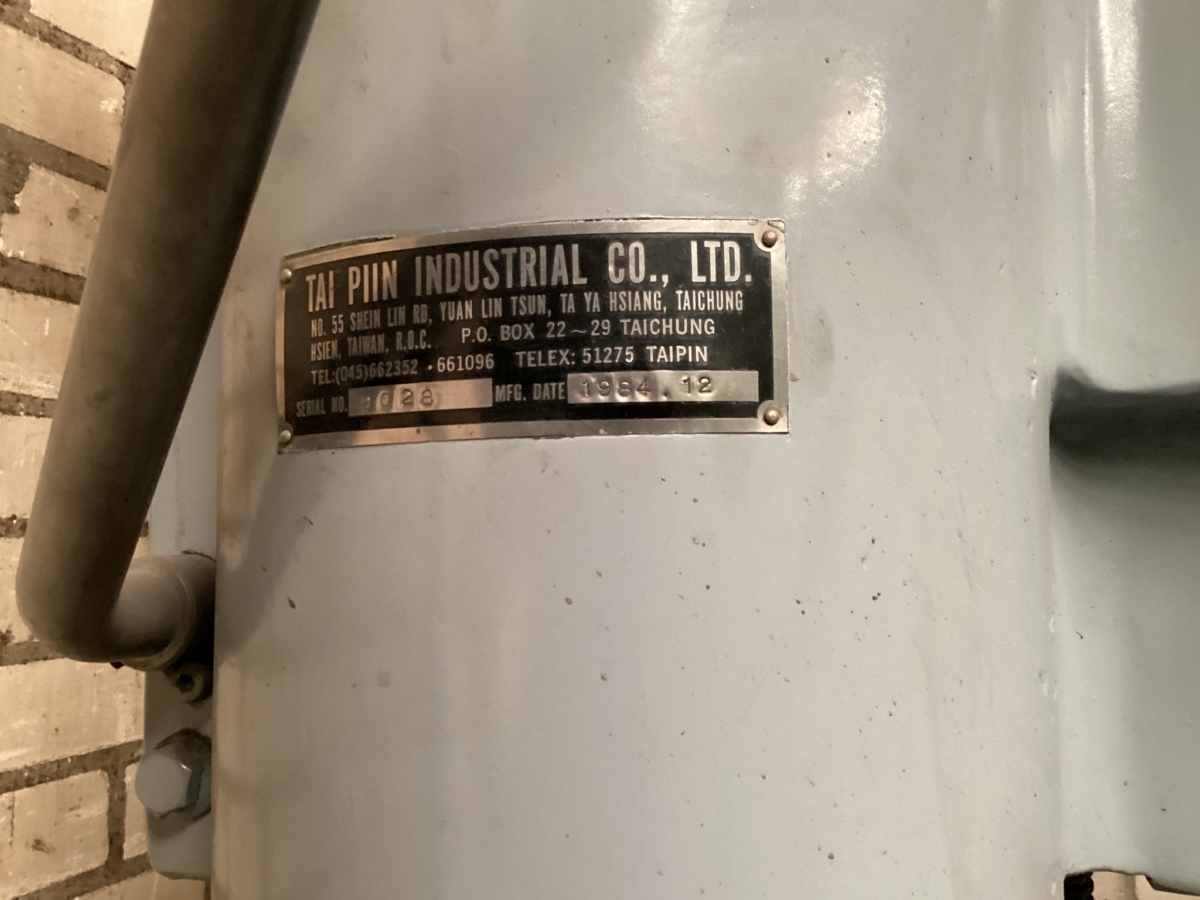 TAI PIIN INDUSTRIAL CO., LTD.
NO. 55 SHEIN LIN RD, YUAN LIN TSUN, TA YA HSIANG, TAICHUNG
HSIEN, TAIWAN, R.O.C. P.O. BOX 22~29 TAICHUNG
TEL:(045)662352 · 661096 TELEX: 51275 TAIPIN
SERIAL NO. MFG. DATE 1984.12